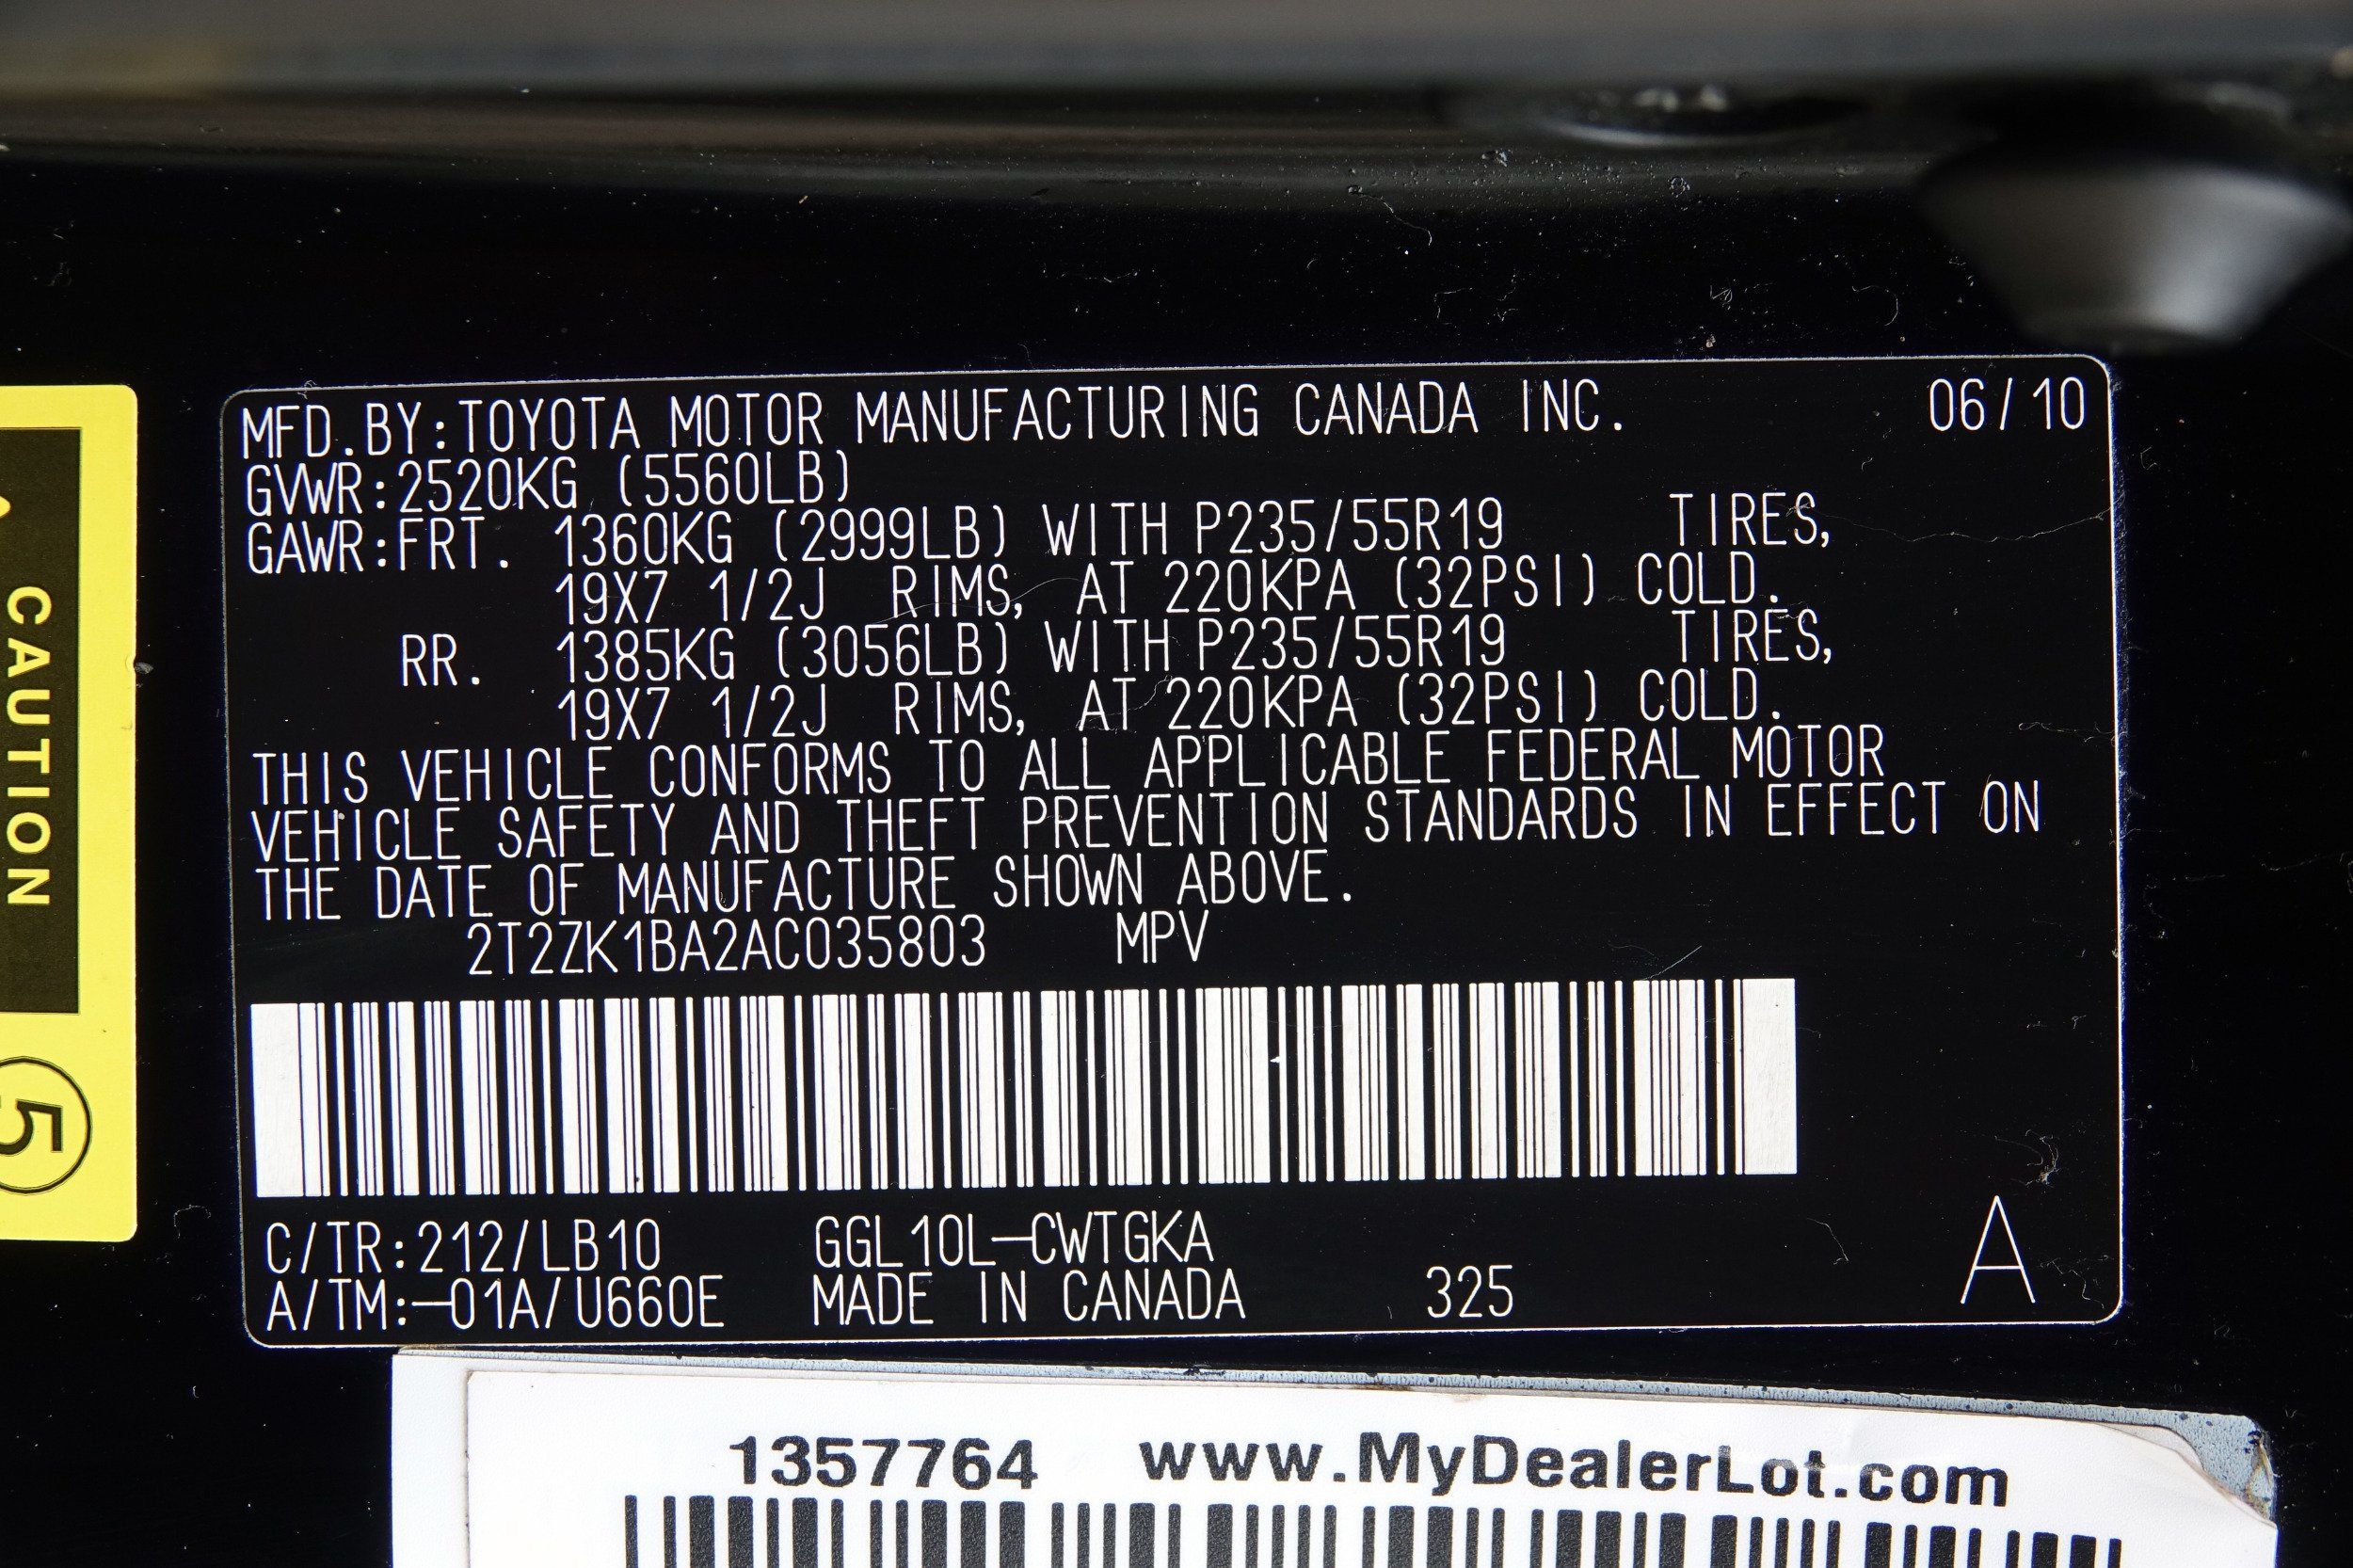 MFD.BY:TOYOTA MOTOR MANUFACTURING CANADA INC. 06/10
GVWR:2520KG (5560LB)
GAWR:FRT. 1360KG (2999LB) WITH P235/55R19 TIRES,
19X7 1/2J RIMS, AT 220KPA (32PSI) COLD.
RR. 1385KG (3056LB) WITH P235/55R19 TIRES,
19X7 1/2J RIMS, AT 220KPA (32PSI) COLD.
THIS VEHICLE CONFORMS TO ALL APPLICABLE FEDERAL MOTOR
VEHICLE SAFETY AND THEFT PREVENTION STANDARDS IN EFFECT ON
THE DATE OF MANUFACTURE SHOWN ABOVE.
2T2ZK1BA2AC035803 MPV
C/TR:212/LB10 GGL10L-CWTGKA
A/TM:-01A/U660E MADE IN CANADA 325 A
CAUTION
5
1357764 www.MyDealerLot.com